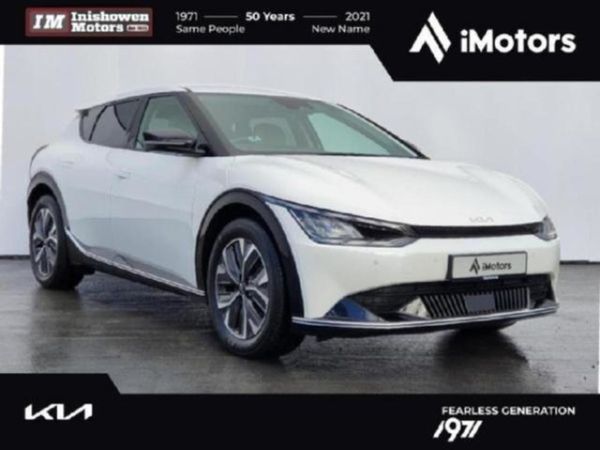 IM Inishowen
Motors
1971 — 50 Years — 2021
Same People New Name
iMotors
KIA
iMotors
KIA
FEARLESS GENERATION
1971